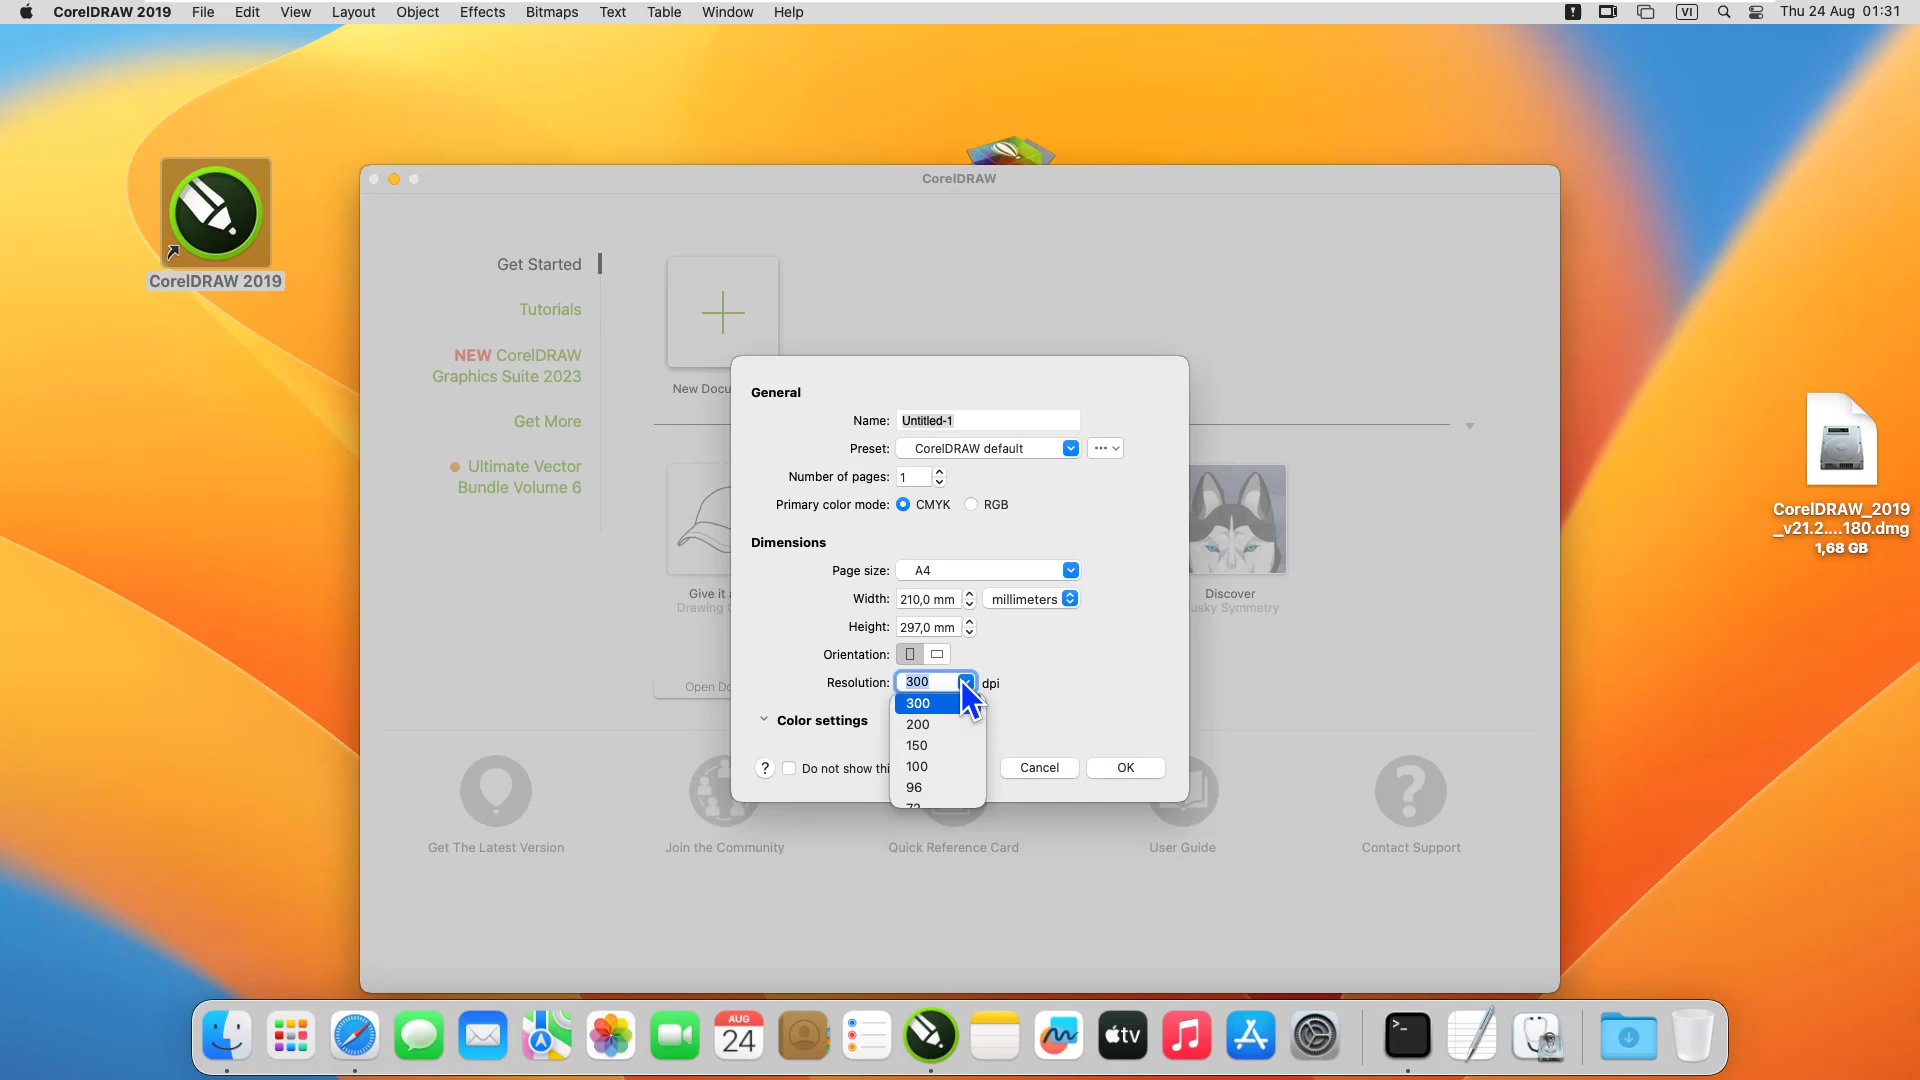 CorelDRAW 2019 File Edit View Layout Object Effects Bitmaps Text Table Window Help VI Thu 24 Aug 01:31
CorelDRAW
CorelDRAW 2019
Get Started
Tutorials
NEW CorelDRAW
Graphics Suite 2023
Get More
Ultimate Vector
Bundle Volume 6
New Docu
Give it a
Drawing
Open Do
General
Name: Untitled-1
Preset: CorelDRAW default
Number of pages: 1
Primary color mode: CMYK RGB
Dimensions
Page size: A4
Width: 210,0 mm millimeters
Height: 297,0 mm
Orientation:
Resolution: 300 dpi
300
200
150
100
96
72
Color settings
? Do not show thi
Cancel OK
Discover
usky Symmetry
Get The Latest Version
Join the Community
Quick Reference Card
User Guide
Contact Support
CorelDRAW_2019
_v21.2....180.dmg
1,68 GB
AUG
24
tv